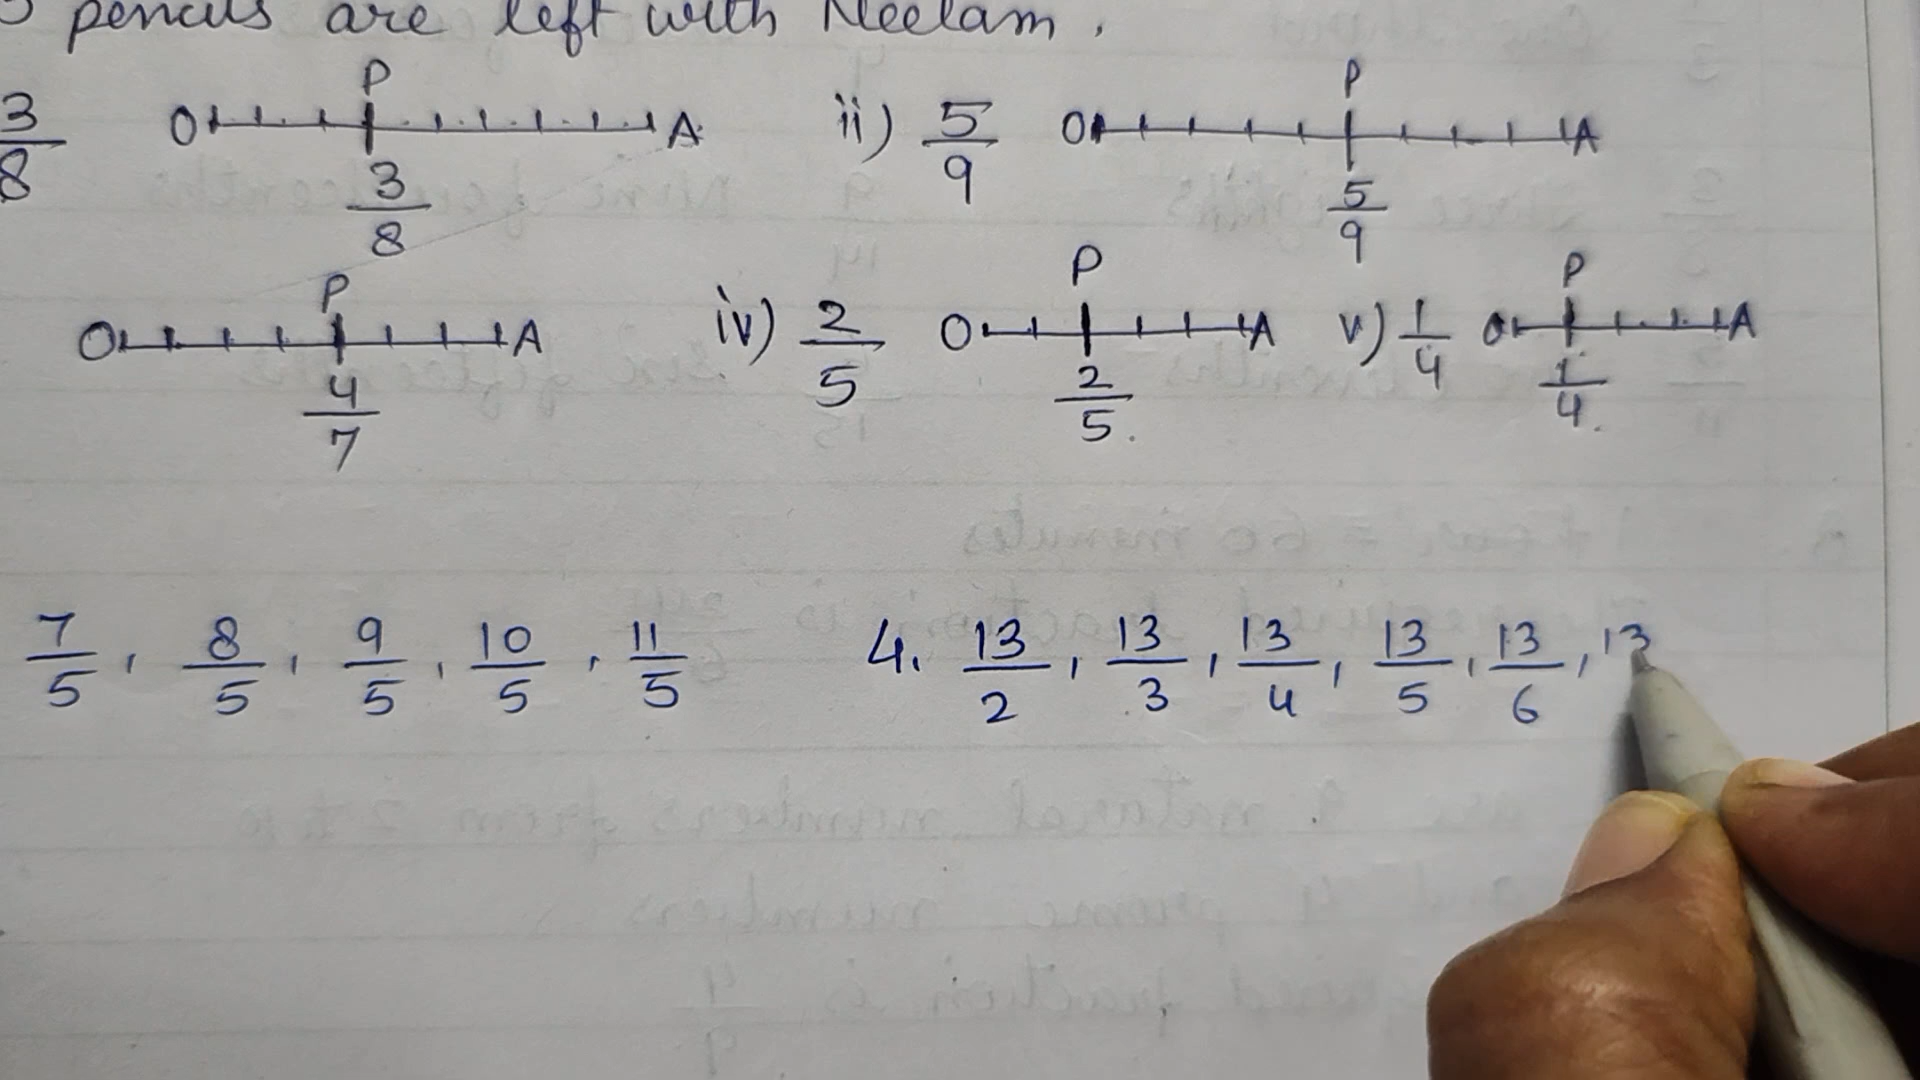 pencils are left with Neelam.
3/8 O P A 3/8 ii) 5/9 O P A 5/9
O P A 4/7 iv) 2/5 O P A 2/5. v) 1/4 O P A 1/4.
7/5, 8/5, 9/5, 10/5, 11/5 4. 13/2, 13/3, 13/4, 13/5, 13/6, 13